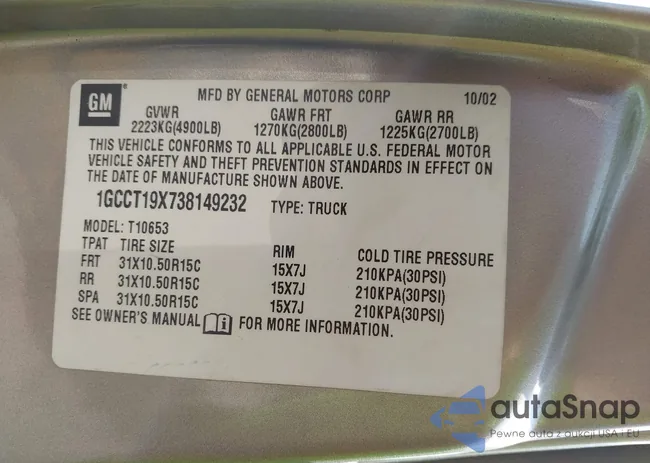 GM
MFD BY GENERAL MOTORS CORP 10/02
GVWR GAWR FRT GAWR RR
2223KG(4900LB) 1270KG(2800LB) 1225KG(2700LB)
THIS VEHICLE CONFORMS TO ALL APPLICABLE U.S. FEDERAL MOTOR
VEHICLE SAFETY AND THEFT PREVENTION STANDARDS IN EFFECT ON
THE DATE OF MANUFACTURE SHOWN ABOVE.
1GCCT19X738149232 TYPE: TRUCK
MODEL: T10653
TPAT TIRE SIZE RIM COLD TIRE PRESSURE
FRT 31X10.50R15C 15X7J 210KPA(30PSI)
RR 31X10.50R15C 15X7J 210KPA(30PSI)
SPA 31X10.50R15C 15X7J 210KPA(30PSI)
SEE OWNER'S MANUAL FOR MORE INFORMATION.
autaSnap
Pewne auta z aukcji USA i EU